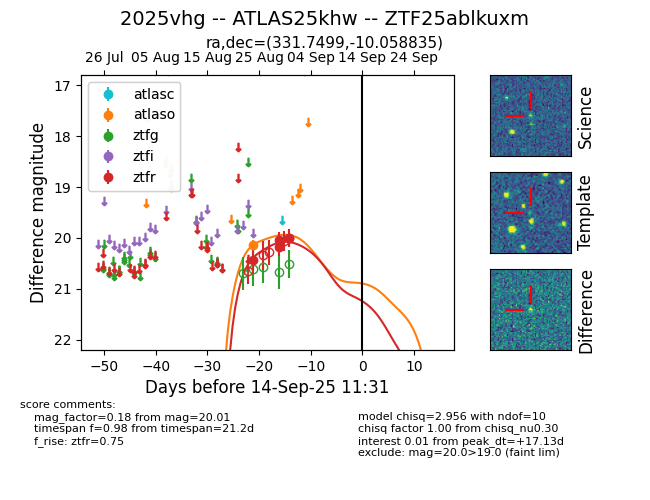 2025vhg -- ATLAS25khw -- ZTF25ablkuxm
ra,dec=(331.7499,-10.058835)
26 Jul 05 Aug 15 Aug 25 Aug 04 Sep 14 Sep 24 Sep
17
18
19
20
21
22
Difference magnitude
atlasc
atlaso
ztfg
ztfi
ztfr
−50 −40 −30 −20 −10 0 10
Days before 14-Sep-25 11:31
Science
Template
Difference
score comments:
mag_factor=0.18 from mag=20.01
timespan f=0.98 from timespan=21.2d
f_rise: ztfr=0.75
model chisq=2.956 with ndof=10
chisq factor 1.00 from chisq_nu0.30
interest 0.01 from peak_dt=+17.13d
exclude: mag=20.0>19.0 (faint lim)